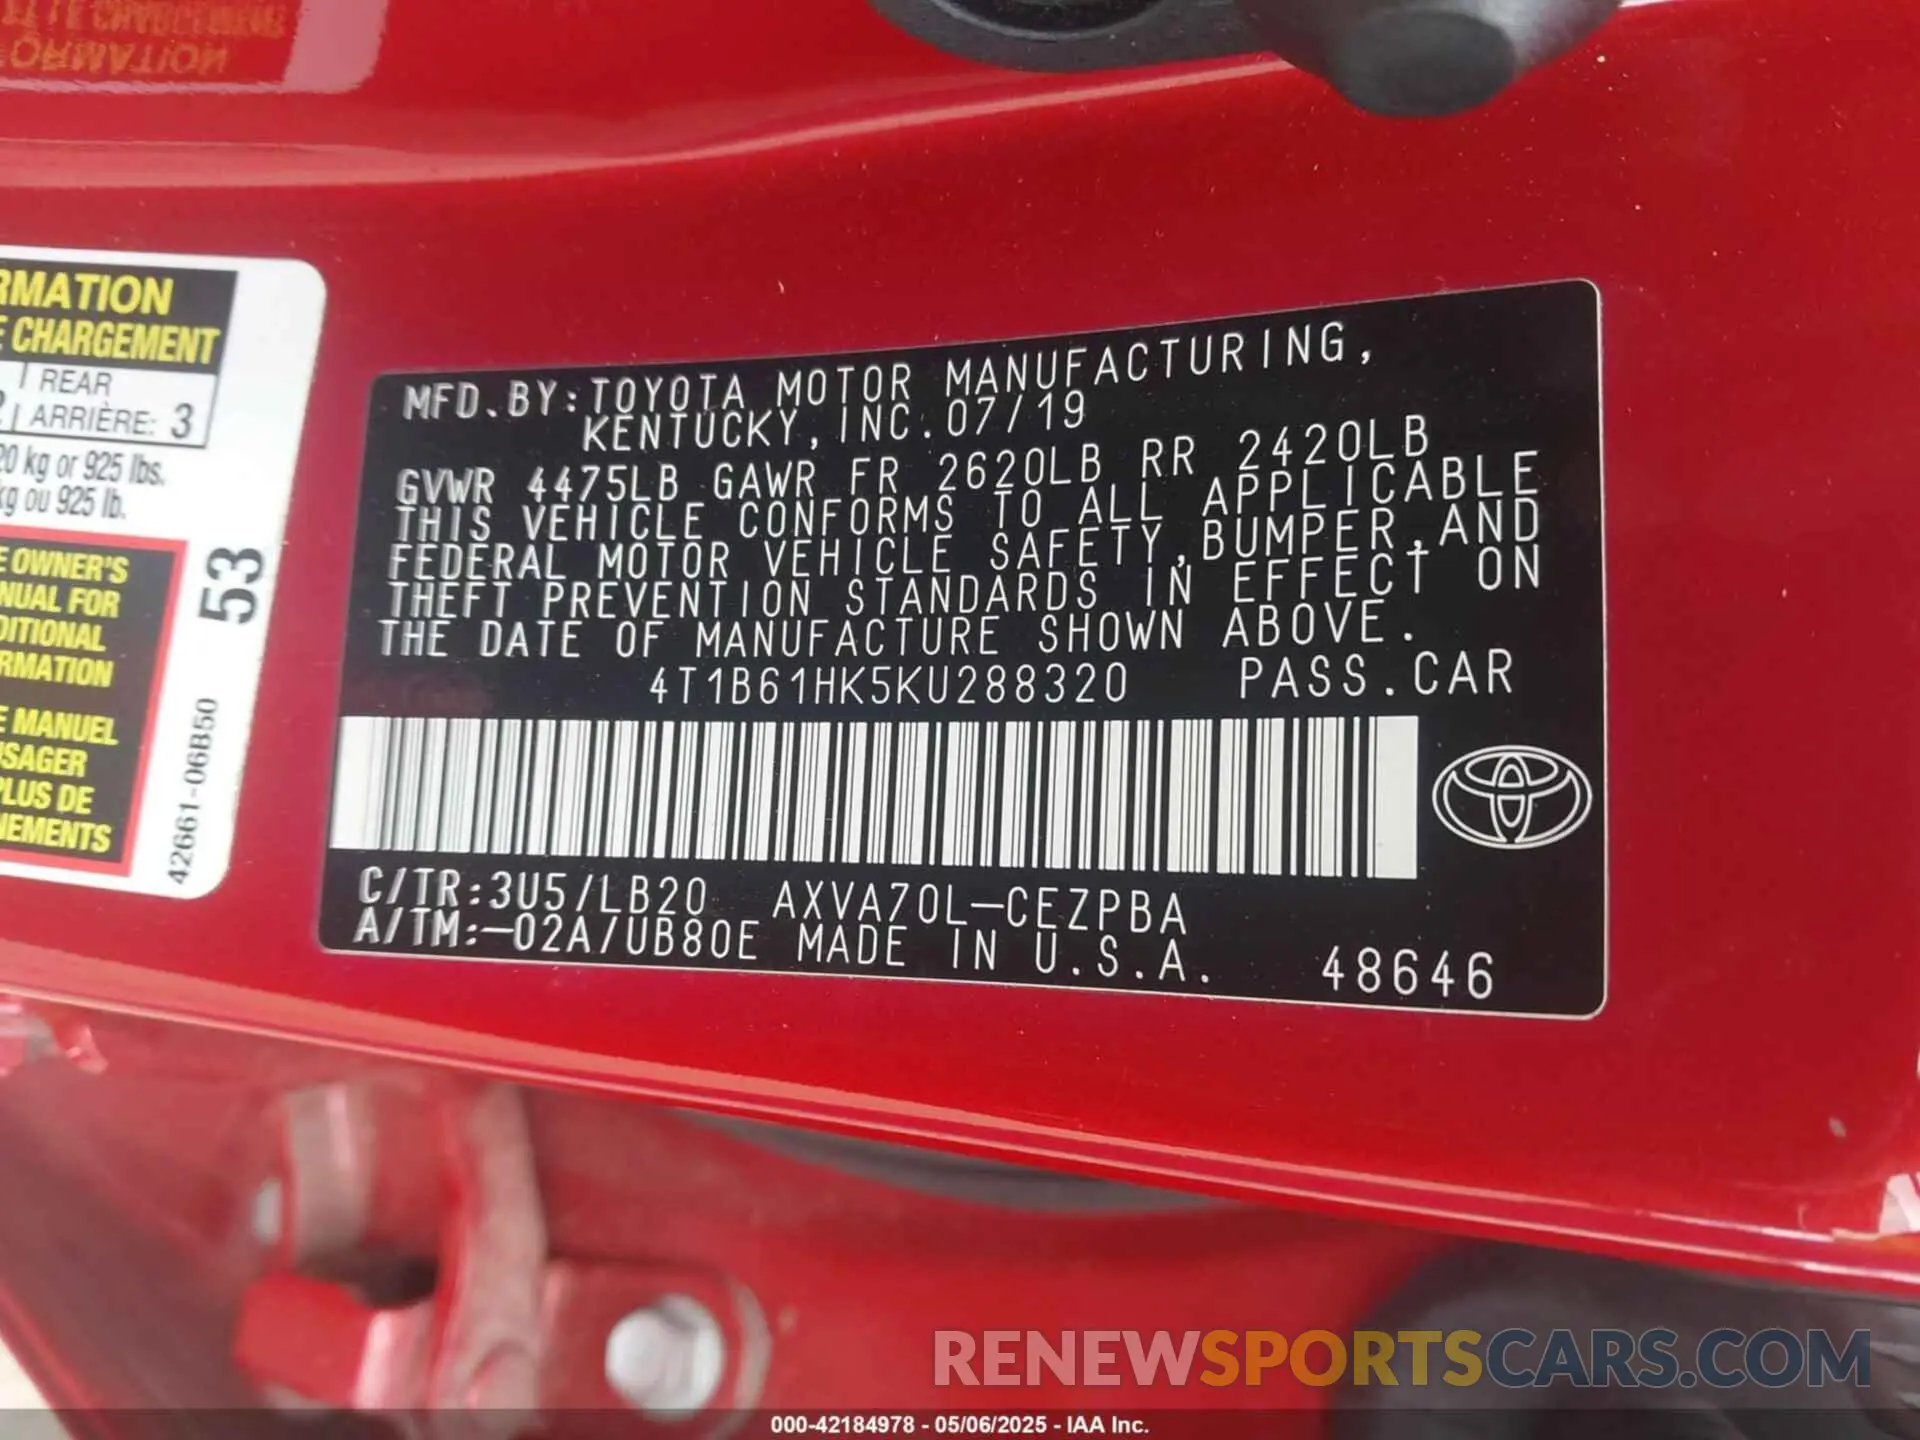 RMATION
E CHARGEMENT
REAR
ARRIÈRE: 3
20 kg or 925 lbs.
kg ou 925 lb.
E OWNER'S
NUAL FOR
DITIONAL
RMATION
E MANUEL
USAGER
PLUS DE
NEMENTS
53
42661-06B50
MFD.BY:TOYOTA MOTOR MANUFACTURING,
KENTUCKY, INC. 07/19
GVWR 4475LB GAWR FR 2620LB RR 2420LB
THIS VEHICLE CONFORMS TO ALL APPLICABLE
FEDERAL MOTOR VEHICLE SAFETY,BUMPER,AND
THEFT PREVENTION STANDARDS IN EFFECT ON
THE DATE OF MANUFACTURE SHOWN ABOVE.
4T1B61HK5KU288320 PASS.CAR
C/TR:3U5/LB20 AXVA70L-CEZPBA
A/TM:-02A/UB80E MADE IN U.S.A. 48646
RENEWSPORTSCARS.COM
000-42184978 - 05/06/2025 - IAA Inc.